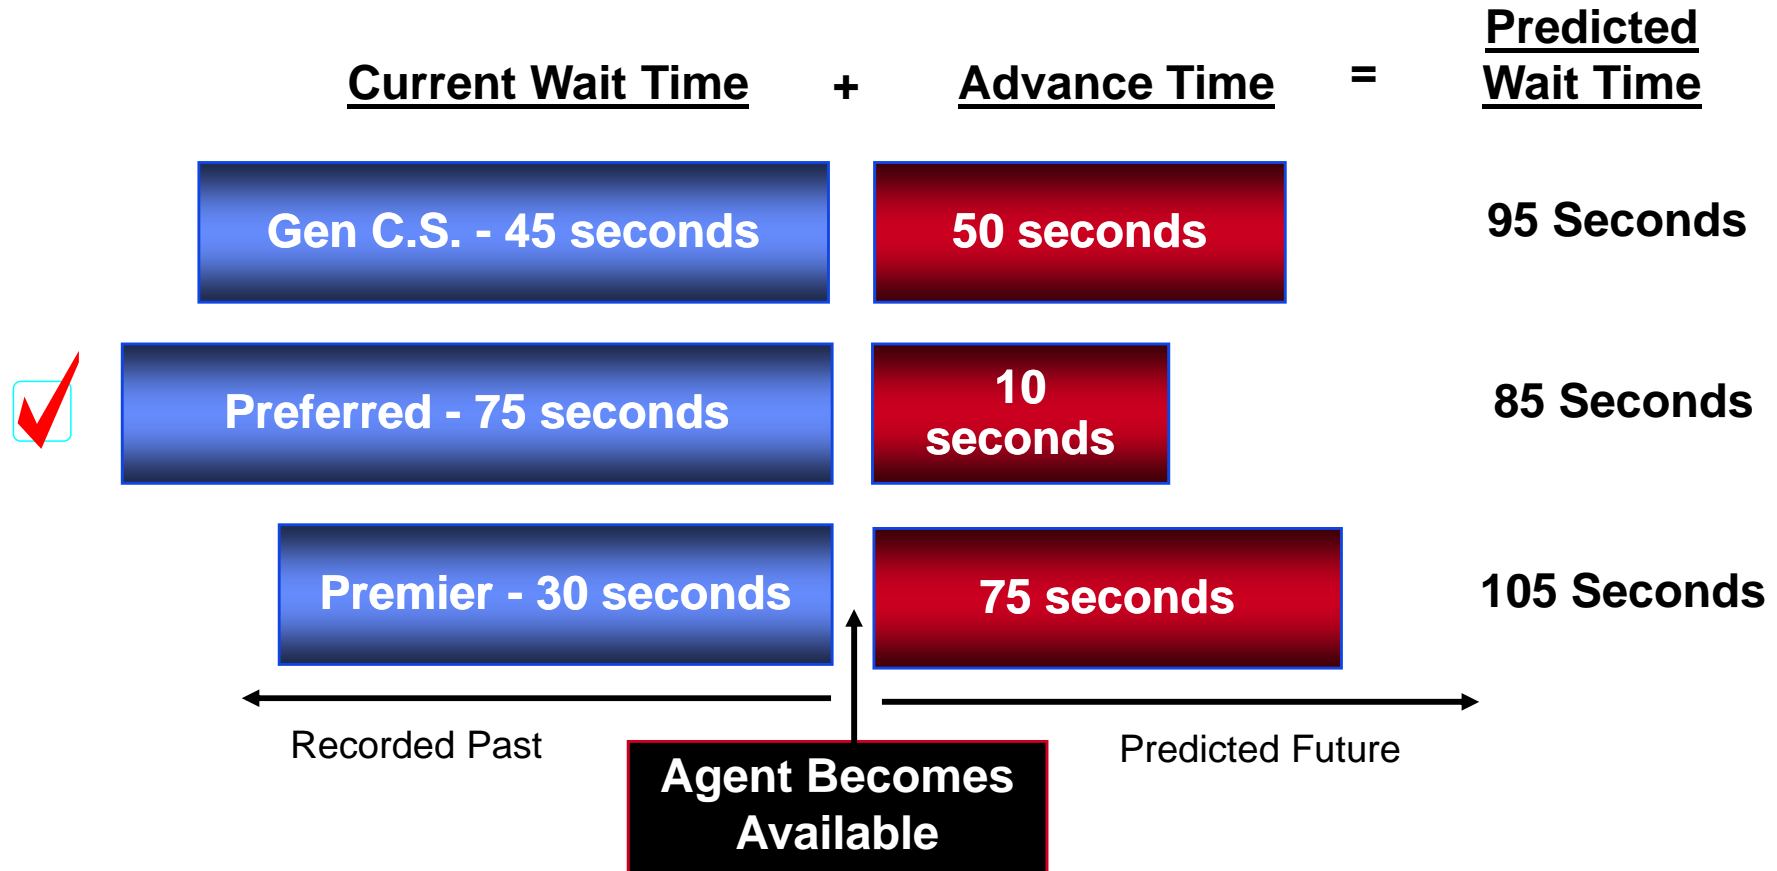 Current Wait Time + Advance Time = Predicted
Wait Time
Gen C.S. - 45 seconds
50 seconds
95 Seconds
Preferred - 75 seconds
10
seconds
85 Seconds
Premier - 30 seconds
75 seconds
105 Seconds
Recorded Past
Predicted Future
Agent Becomes
Available